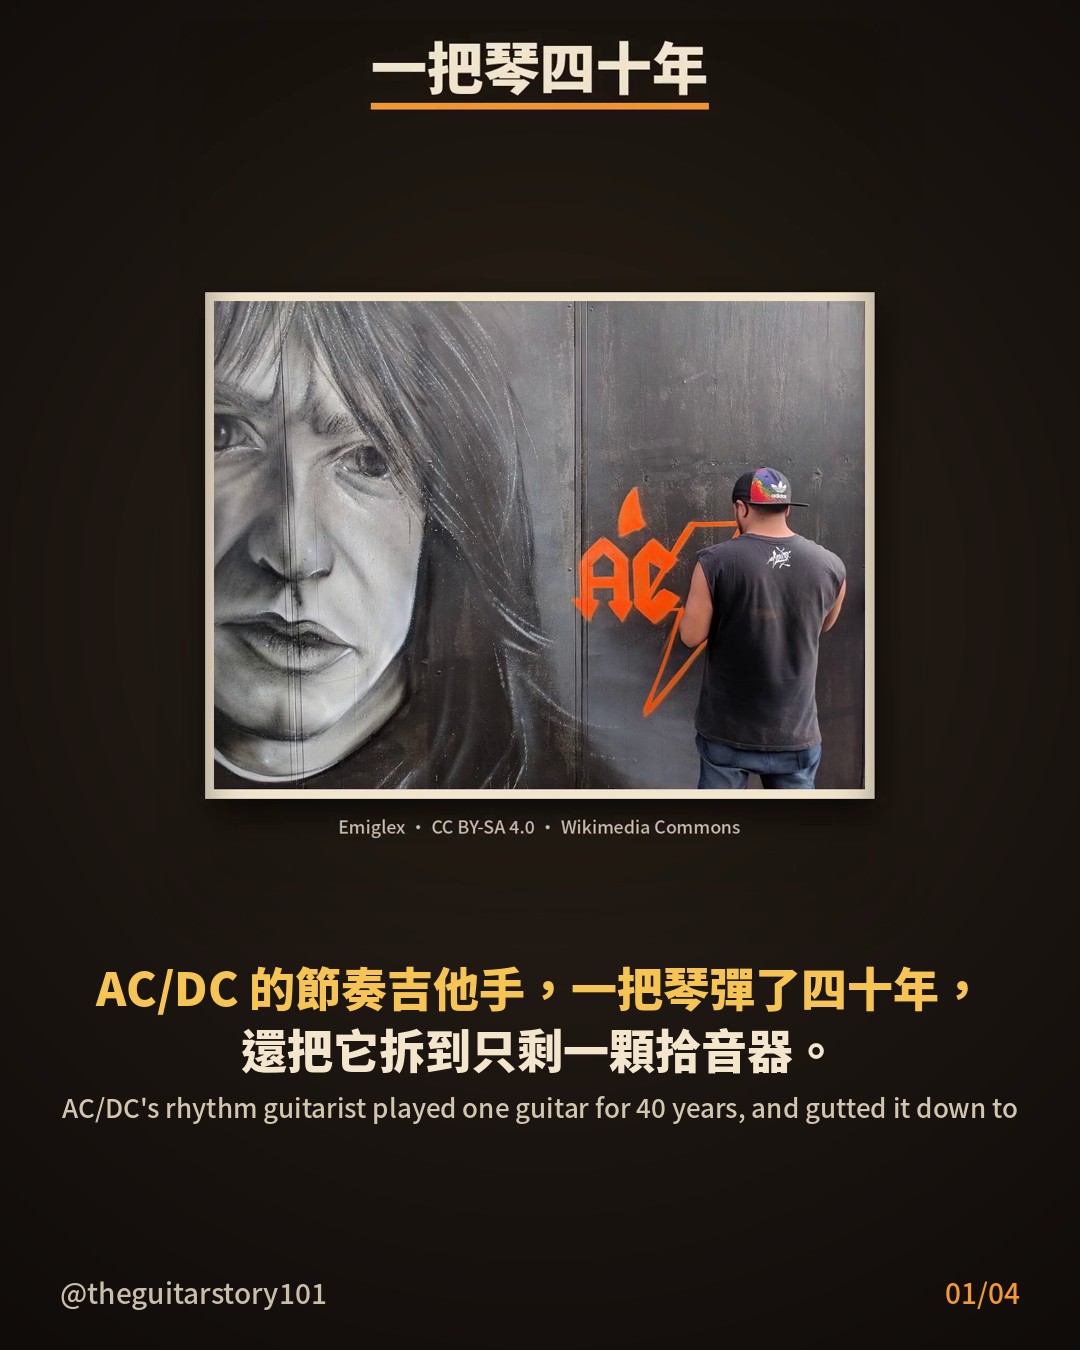 一把琴四十年
AC
adidas
Emiglex • CC BY-SA 4.0 • Wikimedia Commons
AC/DC 的節奏吉他手，一把琴彈了四十年，
還把它拆到只剩一顆拾音器。
AC/DC's rhythm guitarist played one guitar for 40 years, and gutted it down to
@theguitarstory101
01/04